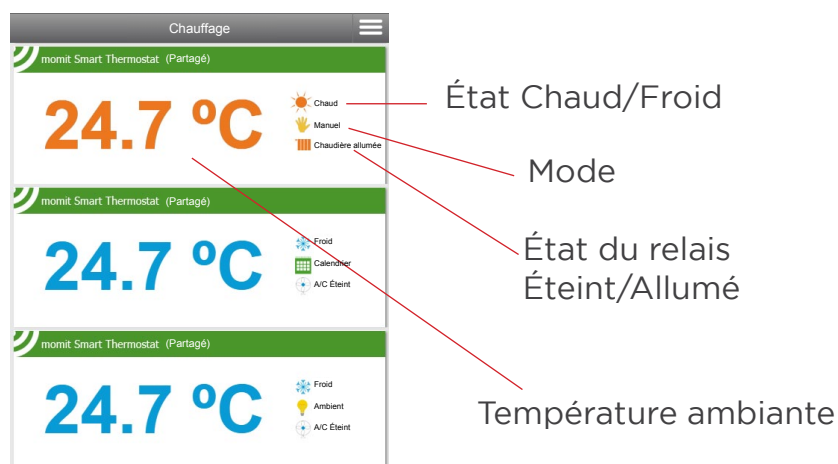 Chauffage
momit Smart Thermostat (Partagé)
24.7 ºC
Chaud
Manuel
Chaudière allumée
momit Smart Thermostat (Partagé)
24.7 ºC
Froid
Calendrier
A/C Éteint
momit Smart Thermostat (Partagé)
24.7 ºC
Froid
Ambient
A/C Éteint
État Chaud/Froid
Mode
État du relais
Éteint/Allumé
Température ambiante